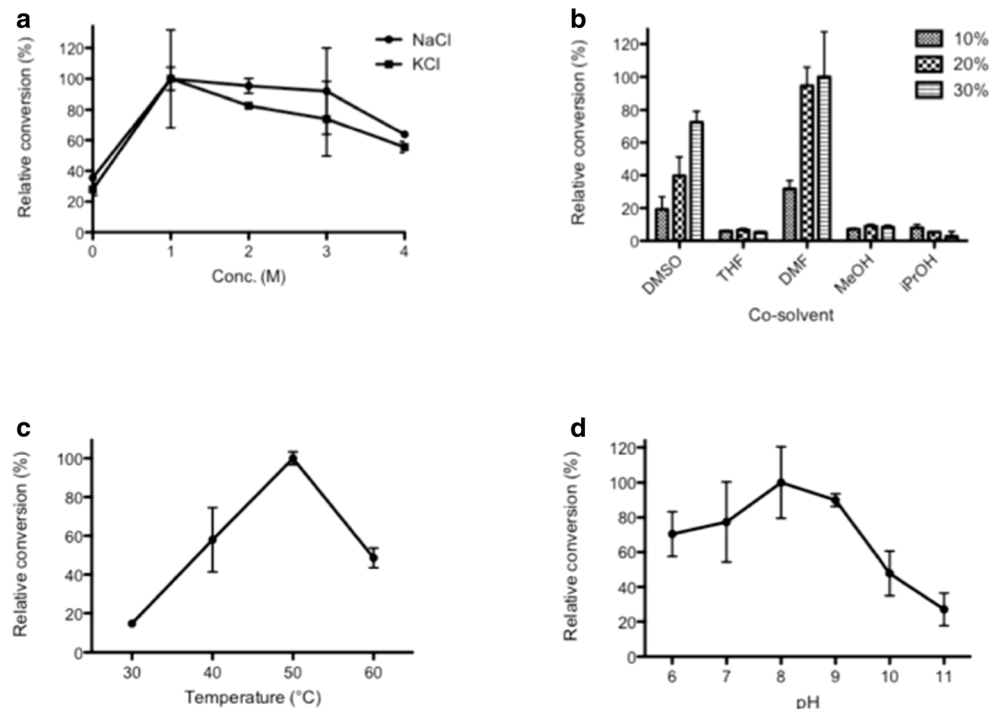 a
Relative conversion (%)
120
100
80
60
40
20
0
0 1 2 3 4
Conc. (M)
NaCl
KCl
b
Relative conversion (%)
120
100
80
60
40
20
0
DMSO THF DMF MeOH iPrOH
Co-solvent
10%
20%
30%
c
Relative conversion (%)
100
80
60
40
20
0
30 40 50 60
Temperature (°C)
d
Relative conversion (%)
120
100
80
60
40
20
0
6 7 8 9 10 11
pH